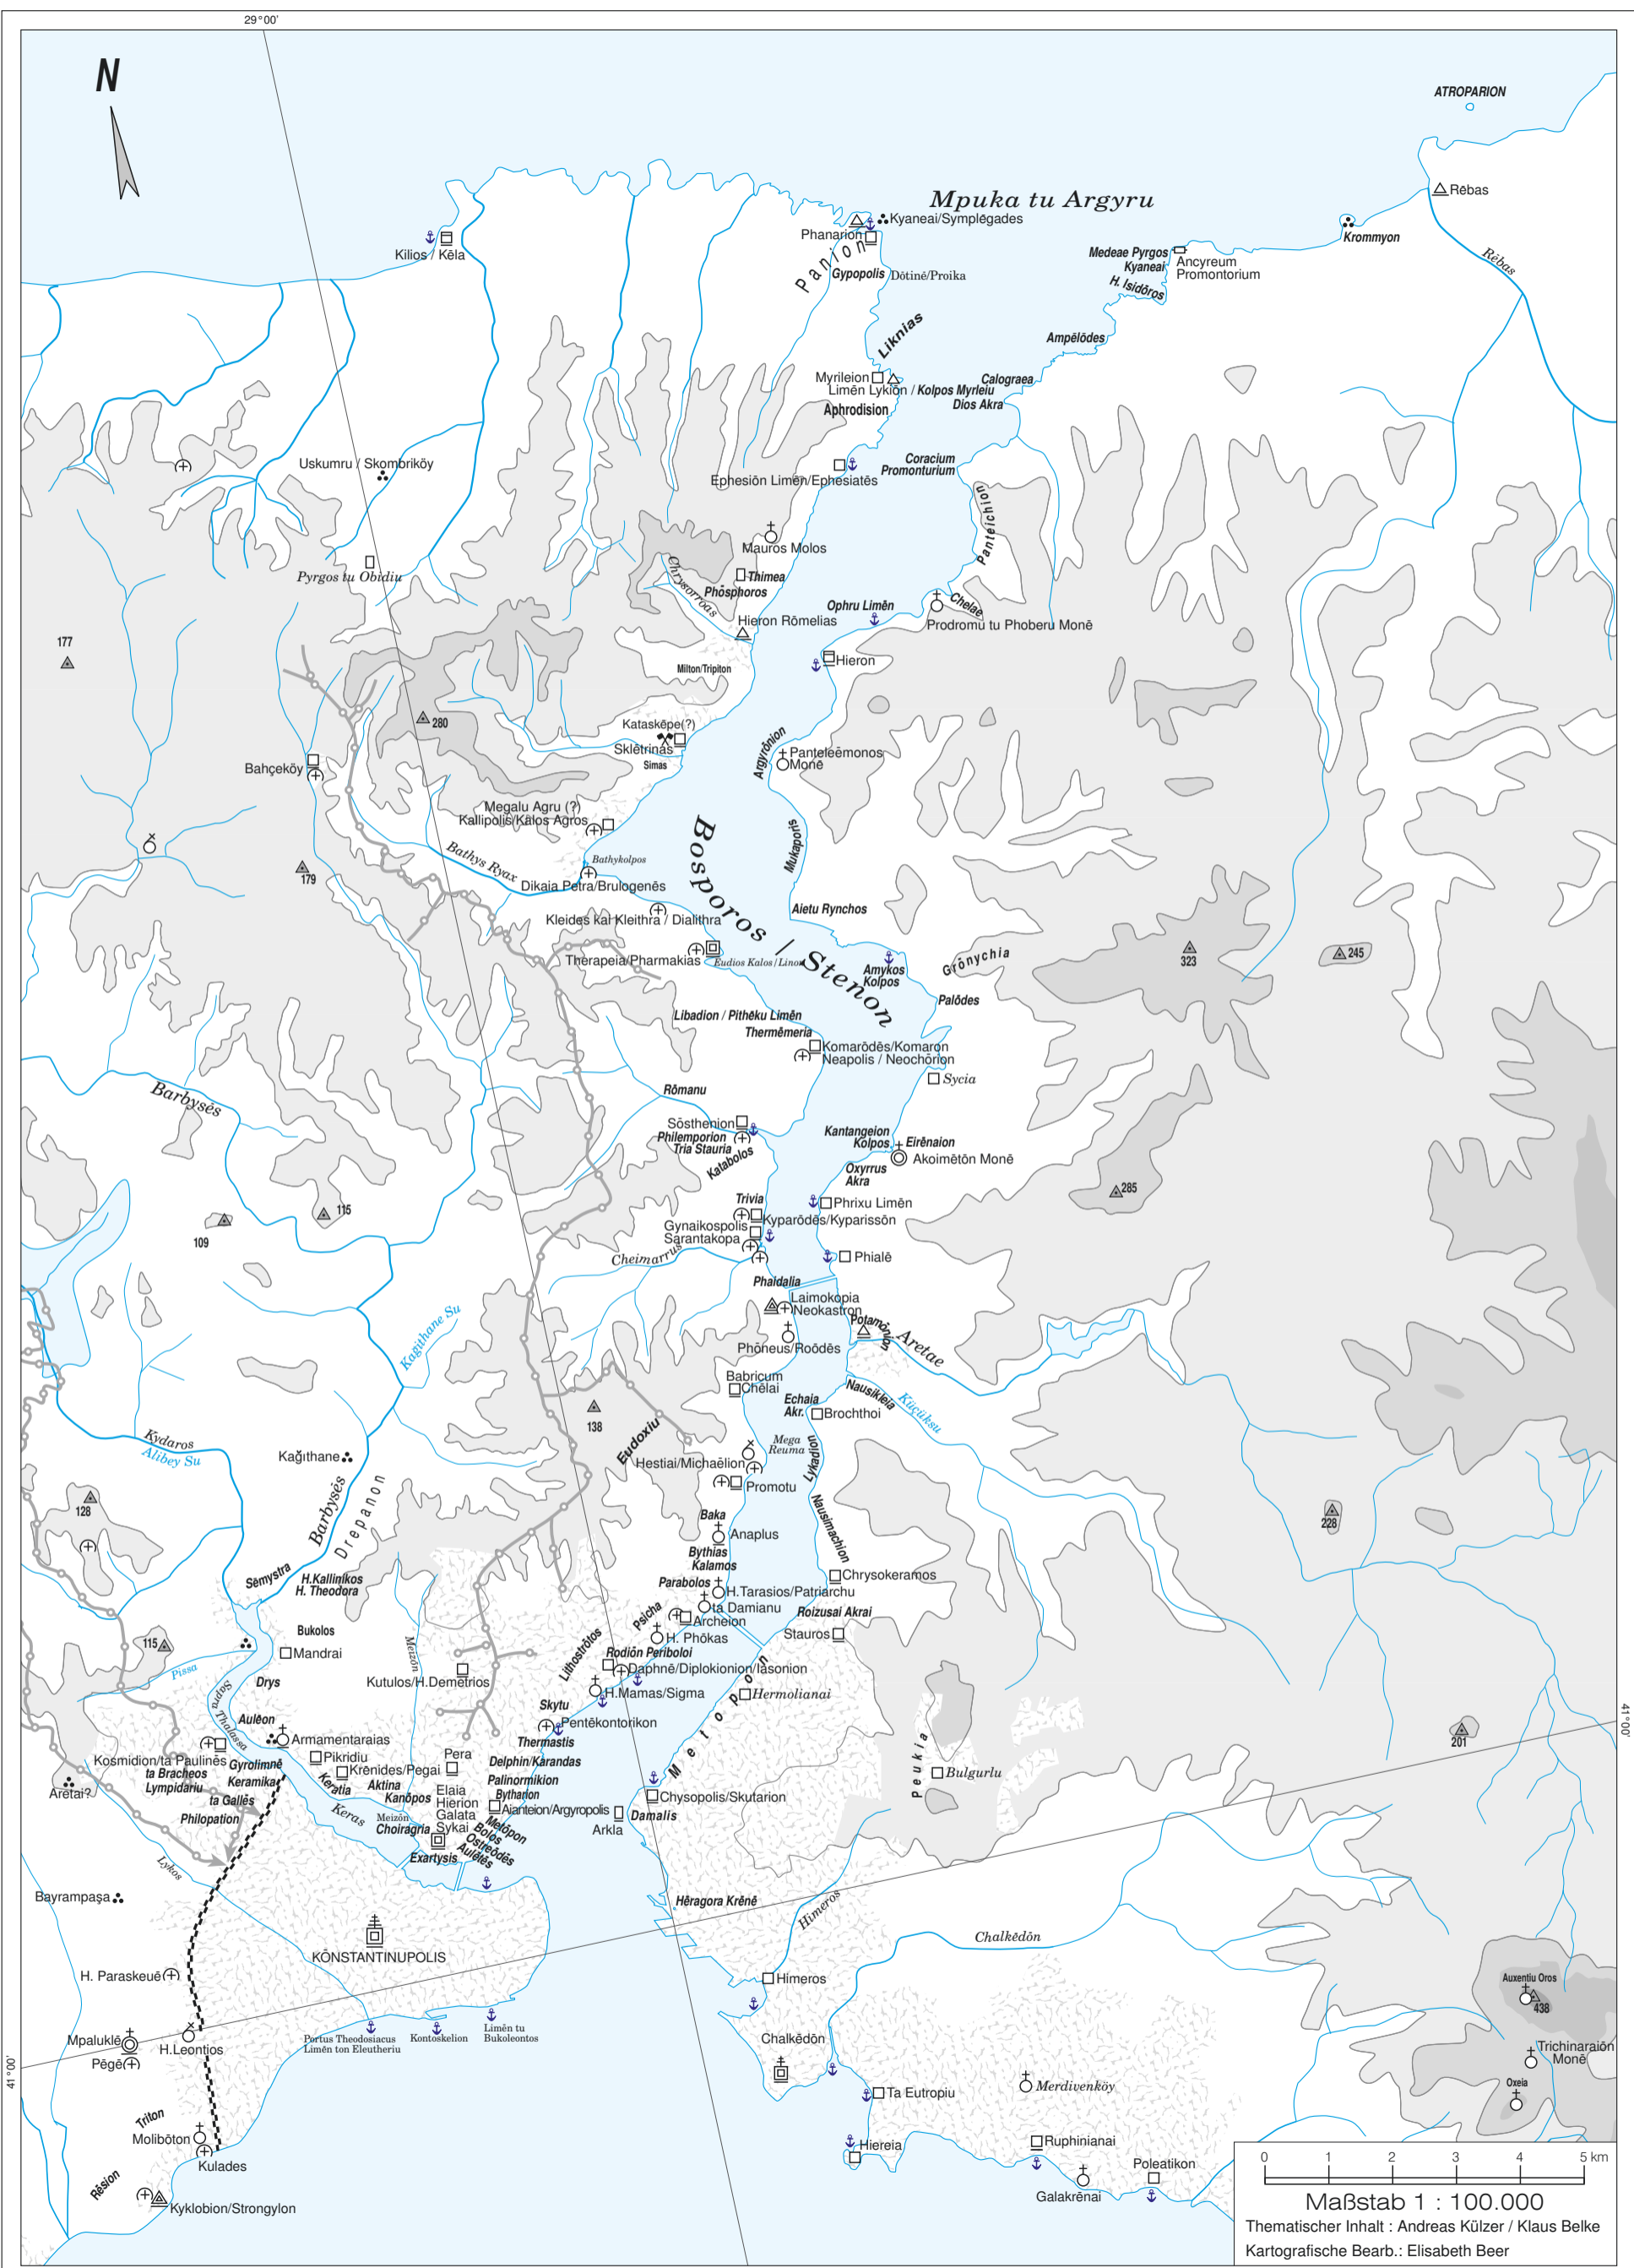 29°00'
N
ATROPARION
Rēbas
Mpuka tu Argyru
Kyaneai/Symplēgades
Phanarion
Panion
Gypopolis
Dōtinē/Proika
Kilios / Kēla
Krommyon
Medeae Pyrgos
Kyaneai
Ancyreum
Promontorium
H. Isidōros
Rēbas
Liknias
Ampēlōdes
Myrileion
Limēn Lykiōn / Kolpos Myrleiu
Calograea
Dios Akra
Aphrodision
Uskumru / Skombriköy
Coracium
Promonturium
Ephesiōn Limēn/Ephesiatēs
Panteichion
Mauros Molos
Pyrgos tu Obidiu
Chrysorroas
Thimea
Phōsphoros
Ophru Limēn
Chelae
Hieron Rōmelias
Prodromu tu Phoberu Monē
177
Milton/Tripiton
Hieron
280
Kataskēpe(?)
Sklētrinas
Simas
Argyrōnion
Panteleēmonos
Monē
Bahçeköy
Megalu Agru (?)
Kallipolis/Kalos Agros
Bosporos / Stenon
Mukaporis
Bathys Ryax
Bathykolpos
179
Dikaia Petra/Brulogenēs
Aietu Rynchos
Kleides kai Kleithra / Dialithra
Therapeia/Pharmakias
Eudios Kalos/Linon
Amykos
Kolpos
Grōnychia
323
245
Palōdes
Libadion / Pithēku Limēn
Thermēmeria
Komarōdēs/Komaron
Neapolis / Neochōrion
Sycia
Barbysēs
Rōmanu
Sōsthenion
Philemporion
Tria Stauria
Katabolos
Kantangeion
Kolpos
Eirēnaion
Akoimētōn Monē
Oxyrrus
Akra
285
Trivia
Phrixu Limēn
Kyparōdēs/Kyparissōn
Gynaikospolis
Sarantakopa
115
109
Cheimarrus
Phialē
Phaidalia
Laimokopia
Neokastron
Potamōnios
Aretae
Phōneus/Roōdēs
Kagithane Su
Babricum
Chēlai
Echaia
Akr.
Nausikleia
Küçüksu
Brochthoi
138
Eudoxiu
Mega
Reuma
Lykadion
Kydaros
Alibey Su
Kağıthane
Hestiai/Michaēlion
Promotu
Nausimachion
128
Barbysēs
Drepanon
Baka
Anaplus
228
Bythias
Kalamos
Sēmystra
H.Kallinikos
H. Theodora
Parabolos
H.Tarasios/Patriarchu
ta Damianu
Chrysokeramos
Psicha
Archeion
Roizusai Akrai
Stauros
Bukolos
115
Mandrai
Meizōn
H. Phōkas
Lithostrōtos
Rodiōn Periboloi
Daphnē/Diplokionion/Iasonion
Pissa
Sapra
Thalassa
Drys
Kutulos/H.Demetrios
H.Mamas/Sigma
Metopon
Hermolianai
Skytu
Pentēkontorikon
Thermastis
Aulēon
Armamentaraias
Kosmidion/ta Paulinēs
ta Bracheos
Lympidariu
Gyrolimnē
Keramika
ta Gallēs
Philopation
Pikridiu
Krēnides/Pegai
Pera
Delphin/Karandas
Peukia
Bulgurlu
201
41°00'
Aretai?
Keratia
Aktina
Kanōpos
Palinormikion
Bytharion
Aianteion/Argyropolis
Chysopolis/Skutarion
Damalis
Arkla
Keras
Meizōn
Choiragria
Elaia
Hierion
Galata
Sykai
Exartysis
Metōpon
Bolos
Ostreōdēs
Aulētēs
Lykos
Bayrampaşa
Hēragora Krēnē
Himeros
KŌNSTANTINUPOLIS
Chalkēdōn
H. Paraskeuē
Himeros
Auxentiu Oros
438
Mpaluklē
Pēgē
H.Leontios
Portus Theodosiacus
Limēn ton Eleutheriu
Kontoskelion
Limēn tu
Bukoleontos
Chalkēdōn
Trichinaraiōn
Monē
41°00'
Oxeia
Ta Eutropiu
Merdivenköy
Triton
Molibōton
Kulades
Hiereia
Ruphinianai
Galakrēnai
Poleatikon
Rēsion
Kyklobion/Strongylon
0 1 2 3 4 5 km
Maßstab 1 : 100.000
Thematischer Inhalt : Andreas Külzer / Klaus Belke
Kartografische Bearb.: Elisabeth Beer